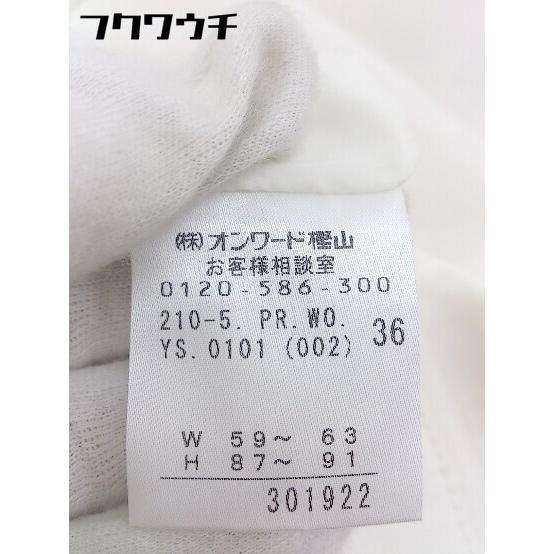 フクワウチ
㈱オンワード樫山
お客様相談室
0120-586-300
210-5. PR. WO.
YS. 0101 (002) 36
W 59～ 63
H 87～ 91
301922